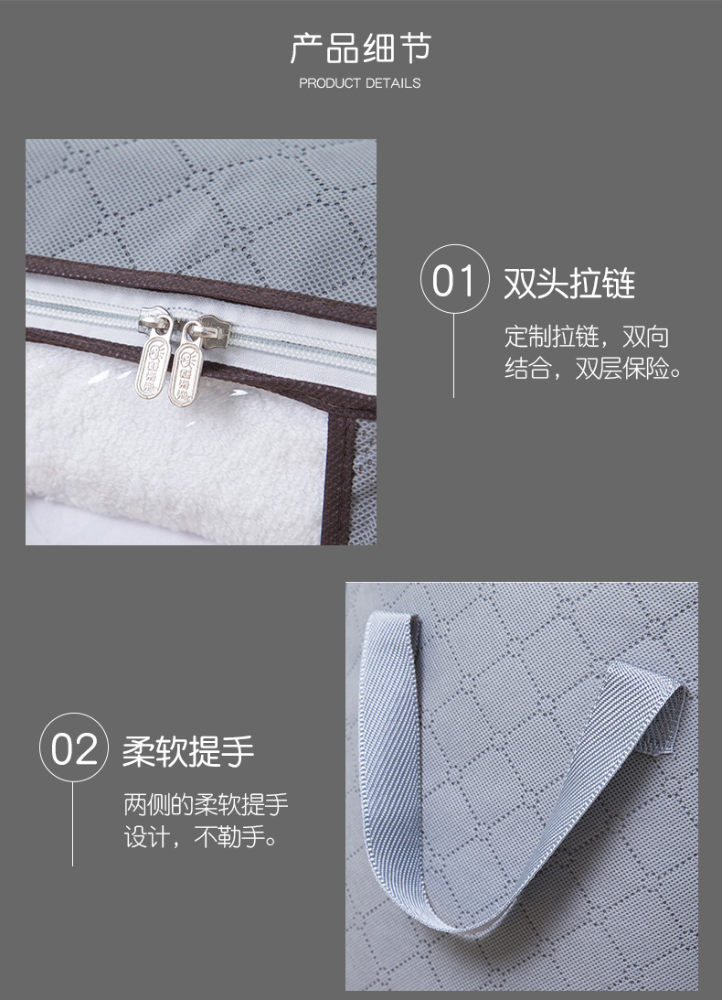 产品细节
PRODUCT DETAILS
01
双头拉链
定制拉链，双向
结合，双层保险。
02
柔软提手
两侧的柔软提手
设计，不勒手。